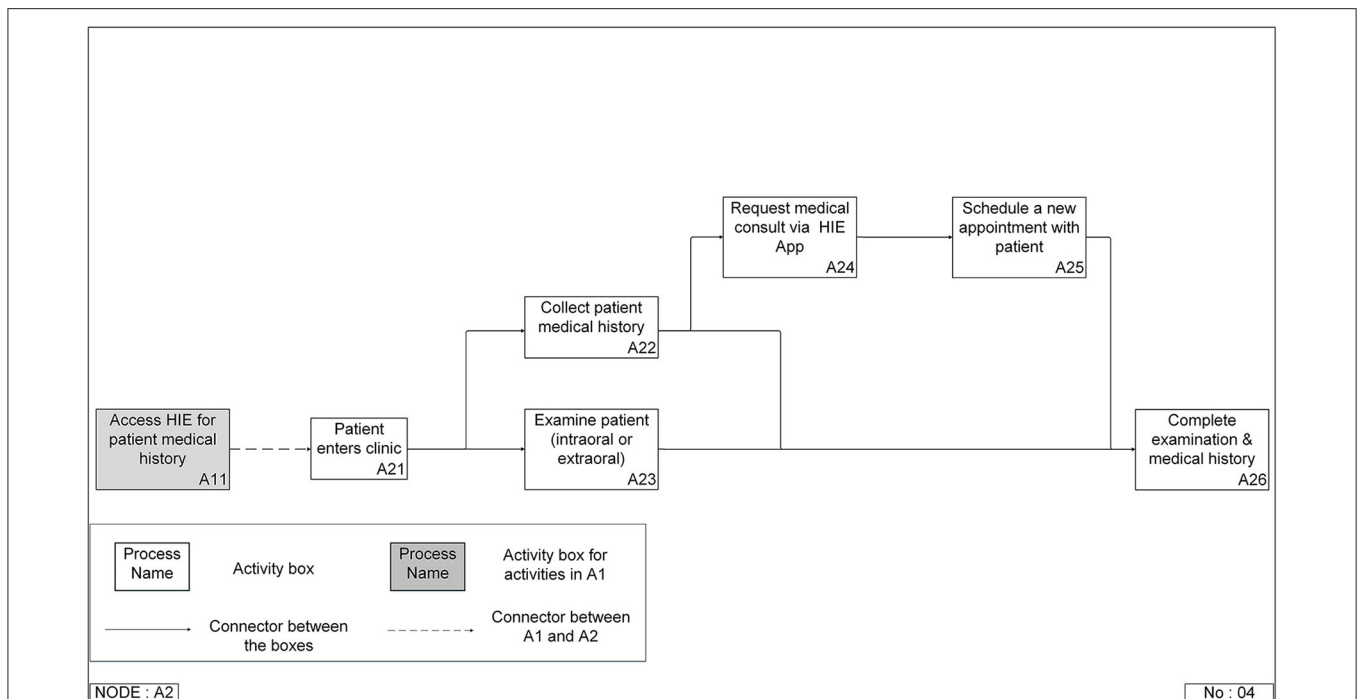 Request medical
consult via HIE
App
A24
Schedule a new
appointment with
patient
A25
Collect patient
medical history
A22
Access HIE for
patient medical
history
A11
Patient
enters clinic
A21
Examine patient
(intraoral or
extraoral)
A23
Complete
examination &
medical history
A26
Process
Name
Activity box
Process
Name
Activity box for
activities in A1
Connector between
the boxes
Connector between
A1 and A2
NODE : A2
No : 04